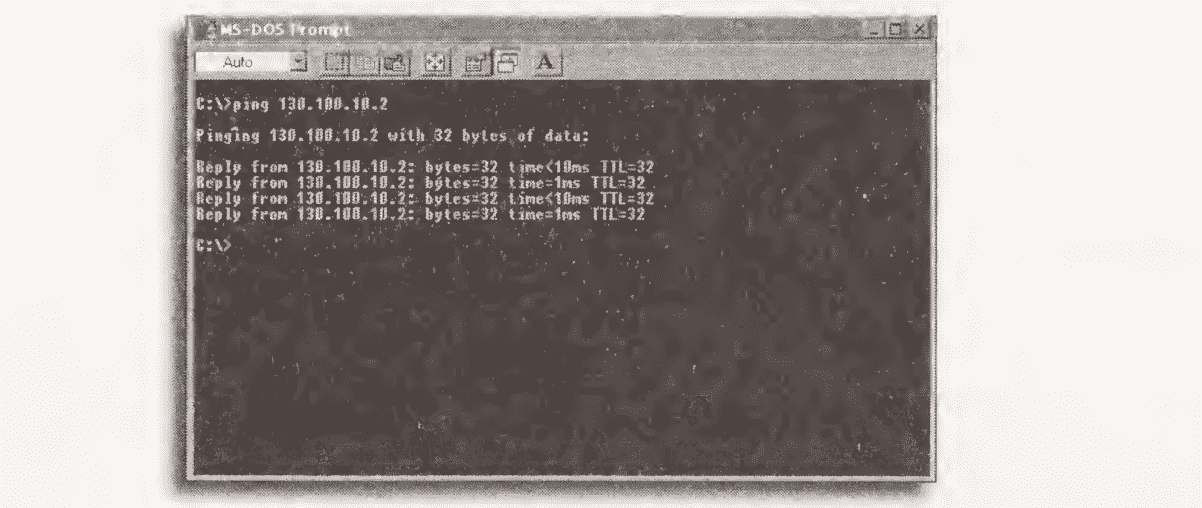 MS-DOS Prompt
Auto
A
C:\>ping 130.100.10.2
Pinging 130.100.10.2 with 32 bytes of data:
Reply from 130.100.10.2: bytes=32 time<10ms TTL=32
Reply from 130.100.10.2: bytes=32 time=1ms TTL=32
Reply from 130.100.10.2: bytes=32 time<10ms TTL=32
Reply from 130.100.10.2: bytes=32 time=1ms TTL=32
C:\>